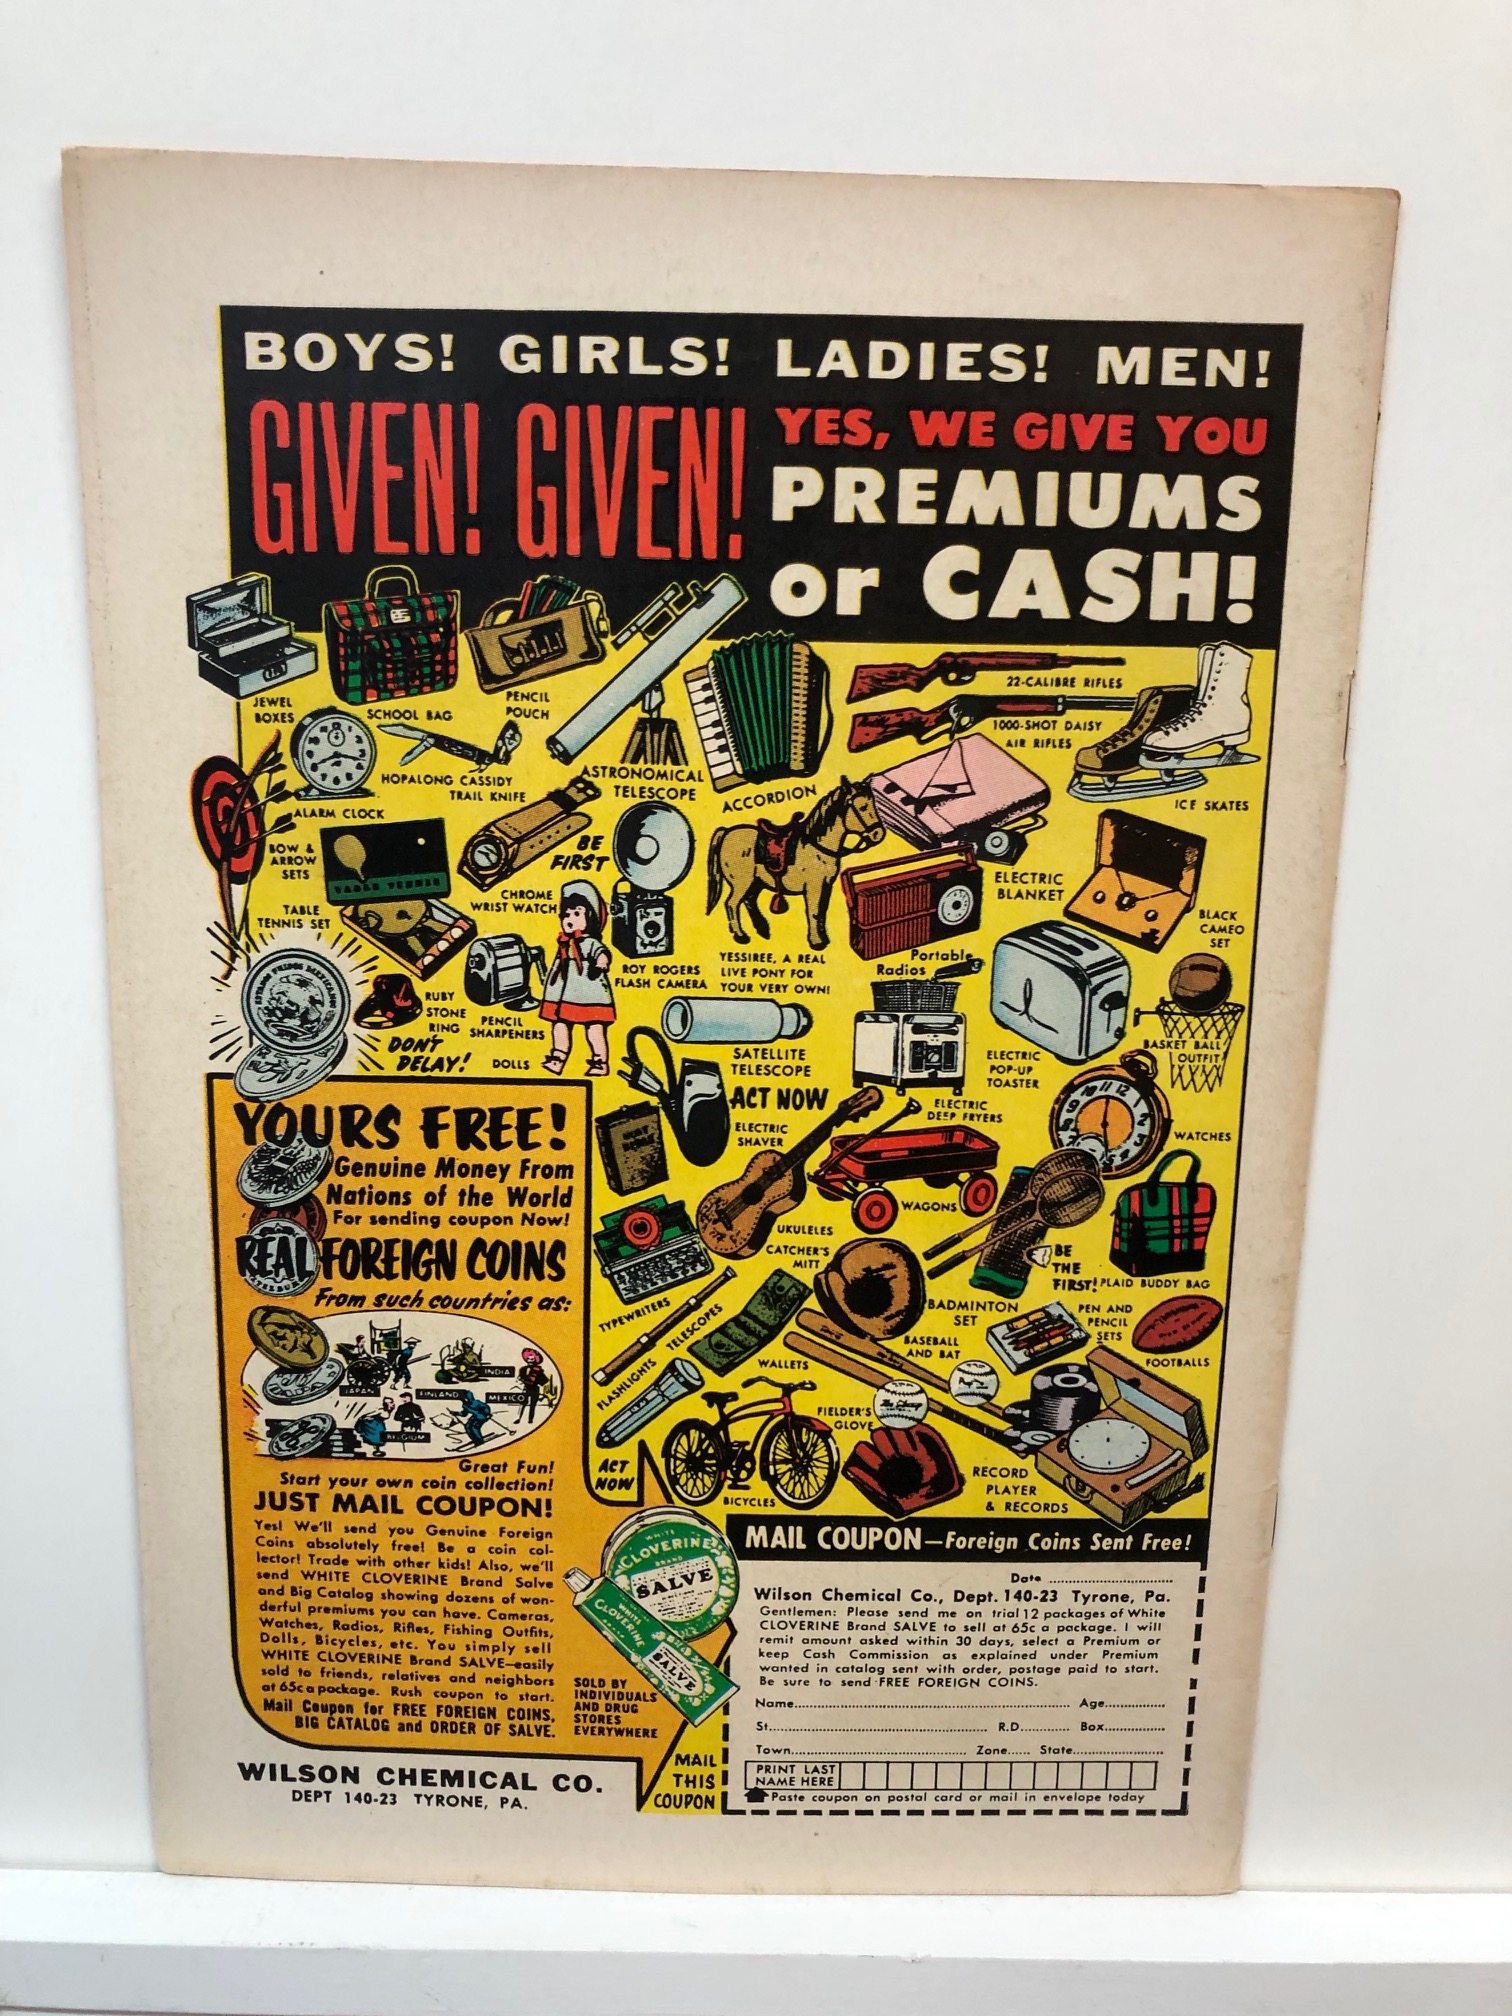 BOYS! GIRLS! LADIES! MEN!
GIVEN! GIVEN!
YES, WE GIVE YOU
PREMIUMS
or CASH!
JEWEL
BOXES
SCHOOL BAG
PENCIL
POUCH
ASTRONOMICAL
TELESCOPE
ACCORDION
22-CALIBRE RIFLES
1000-SHOT DAISY
AIR RIFLES
ICE SKATES
ALARM CLOCK
HOPALONG CASSIDY
TRAIL KNIFE
BOW &
ARROW
SETS
TABLE TENNIS
TABLE
TENNIS SET
CHROME
WRIST WATCH
BE
FIRST
ROY ROGERS
FLASH CAMERA
YESSIREE, A REAL
LIVE PONY FOR
YOUR VERY OWN!
Portable
Radios
ELECTRIC
BLANKET
BLACK
CAMEO
SET
RUBY
STONE
RING
DON'T
DELAY!
PENCIL
SHARPENERS
DOLLS
SATELLITE
TELESCOPE
ELECTRIC
POP-UP
TOASTER
BASKET BALL
OUTFIT
ACT NOW
ELECTRIC
SHAVER
ELECTRIC
DEEP FRYERS
WATCHES
UKULELES
WAGONS
CATCHER'S
MITT
BE
THE
FIRST!
PLAID BUDDY BAG
TYPEWRITERS
TELESCOPES
WALLETS
BADMINTON
SET
PEN AND
PENCIL
SETS
BASEBALL
AND BAT
FOOTBALLS
FLASHLIGHTS
FIELDER'S
GLOVE
ACT
NOW
BICYCLES
RECORD
PLAYER
& RECORDS
YOURS FREE!
Genuine Money From
Nations of the World
For sending coupon Now!
REAL FOREIGN COINS
From such countries as:
JAPAN
FINLAND
INDIA
MEXICO
BELGIUM
Great Fun!
Start your own coin collection!
JUST MAIL COUPON!
Yes! We'll send you Genuine Foreign
Coins absolutely free! Be a coin col-
lector! Trade with other kids! Also, we'll
send WHITE CLOVERINE Brand Salve
and Big Catalog showing dozens of won-
derful premiums you can have. Cameras,
Watches, Radios, Rifles, Fishing Outfits,
Dolls, Bicycles, etc. You simply sell
WHITE CLOVERINE Brand SALVE—easily
sold to friends, relatives and neighbors
at 65c a package. Rush coupon to start.
Mail Coupon for FREE FOREIGN COINS,
BIG CATALOG and ORDER OF SALVE.
WHITE
CLOVERINE
BRAND
SALVE
WHITE
CLOVERINE
SALVE
SOLD BY
INDIVIDUALS
AND DRUG
STORES
EVERYWHERE
WILSON CHEMICAL CO.
DEPT 140-23 TYRONE, PA.
MAIL
THIS
COUPON
MAIL COUPON—Foreign Coins Sent Free!
Date
Wilson Chemical Co., Dept. 140-23 Tyrone, Pa.
Gentlemen: Please send me on trial 12 packages of White
CLOVERINE Brand SALVE to sell at 65c a package. I will
remit amount asked within 30 days, select a Premium or
keep Cash Commission as explained under Premium
wanted in catalog sent with order, postage paid to start.
Be sure to send FREE FOREIGN COINS.
Name Age
St. R.D. Box
Town Zone State
PRINT LAST
NAME HERE
Paste coupon on postal card or mail in envelope today